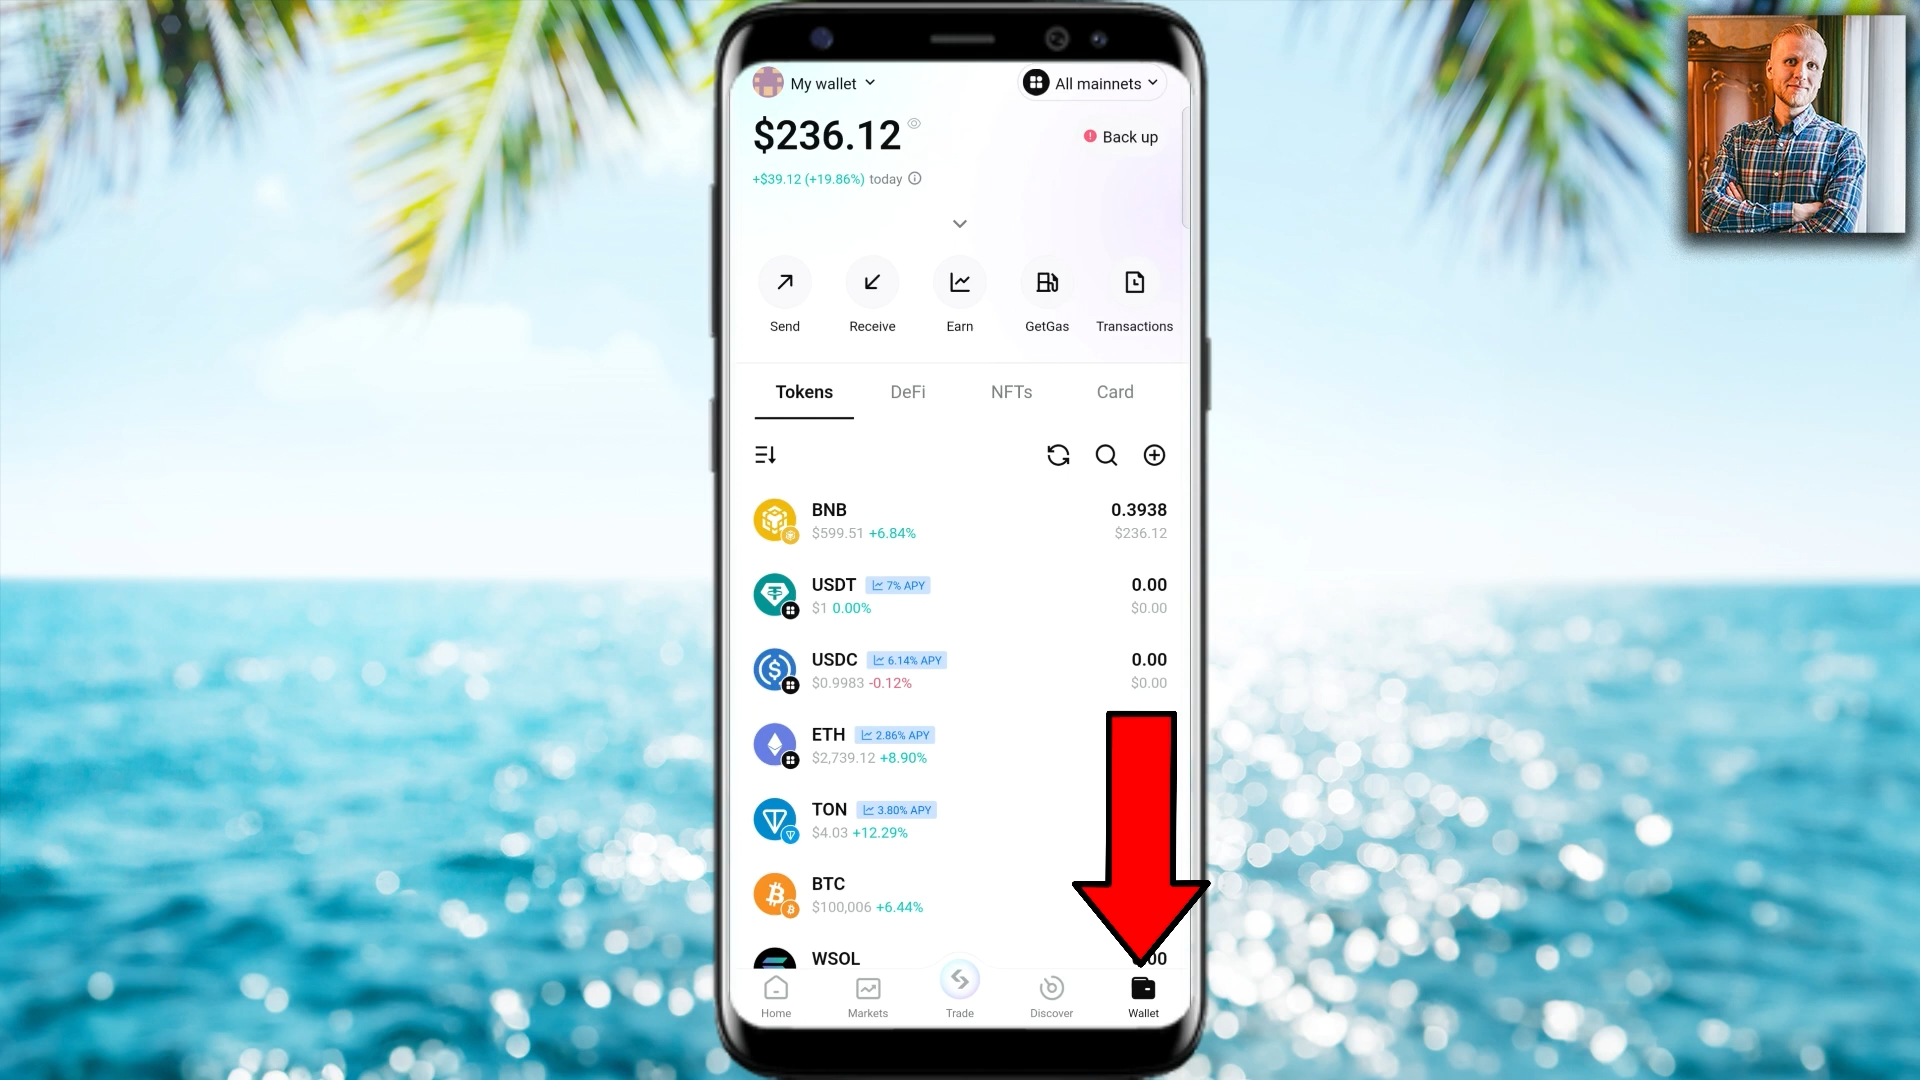 My wallet
All mainnets
$236.12
Back up
+$39.12 (+19.86%) today
Send
Receive
Earn
GetGas
Transactions
Tokens
DeFi
NFTs
Card
BNB
0.3938
$599.51 +6.84%
$236.12
USDT 7% APY
0.00
$1 0.00%
$0.00
USDC 6.14% APY
0.00
$0.9983 -0.12%
$0.00
ETH 2.86% APY
$2,739.12 +8.90%
TON 3.80% APY
$4.03 +12.29%
BTC
$100,006 +6.44%
WSOL
Home
Markets
Trade
Discover
Wallet